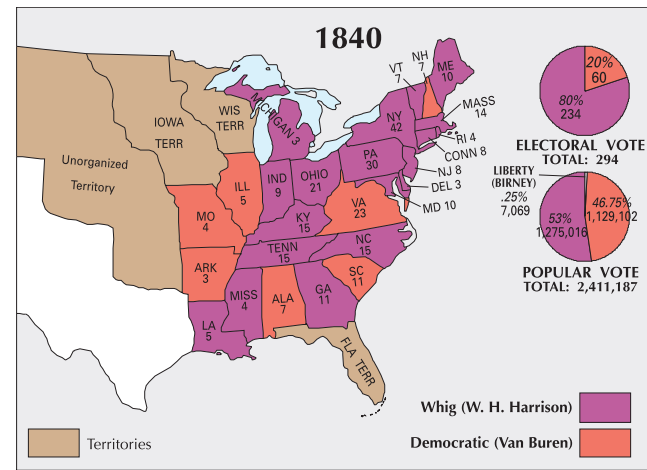 1840
VT
7
NH
7
ME
10
MASS
14
NY
42
RI 4
CONN 8
NJ 8
DEL 3
MD 10
PA
30
MICHIGAN 3
WIS
TERR
IOWA
TERR
Unorganized
Territory
ILL
5
IND
9
OHIO
21
VA
23
MO
4
KY
15
NC
15
TENN
15
SC
11
ARK
3
MISS
4
ALA
7
GA
11
LA
5
FLA TERR
20%
60
80%
234
ELECTORAL VOTE
TOTAL: 294
LIBERTY
(BIRNEY)
.25%
7,069
46.75%
1,129,102
53%
1,275,016
POPULAR VOTE
TOTAL: 2,411,187
Whig (W. H. Harrison)
Democratic (Van Buren)
Territories